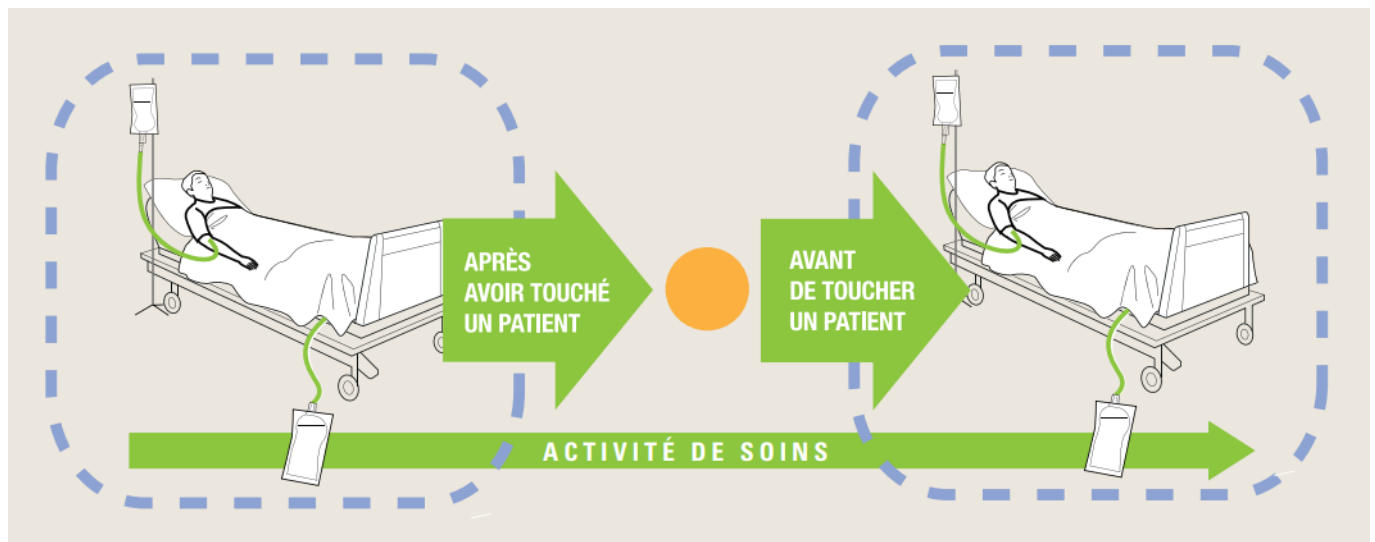 APRÈS
AVOIR TOUCHÉ
UN PATIENT
AVANT
DE TOUCHER
UN PATIENT
ACTIVITÉ DE SOINS